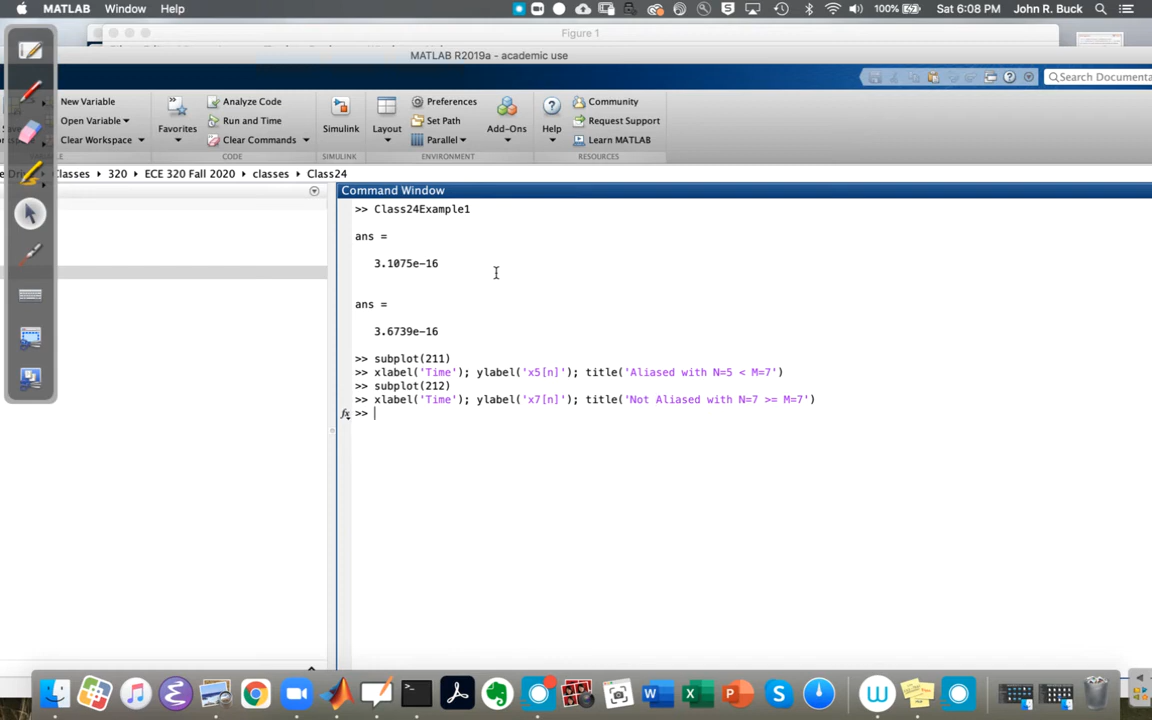 MATLAB Window Help
100% Sat 6:08 PM John R. Buck
Figure 1
MATLAB R2019a - academic use
Search Documenta
New Variable
Open Variable
Clear Workspace
Favorites
Analyze Code
Run and Time
Clear Commands
Simulink
Layout
Preferences
Set Path
Parallel
Add-Ons
Help
Community
Request Support
Learn MATLAB
CODE
SIMULINK
ENVIRONMENT
RESOURCES
Classes 320 ECE 320 Fall 2020 classes Class24
Command Window
>> Class24Example1
ans =
3.1075e-16
ans =
3.6739e-16
>> subplot(211)
>> xlabel('Time'); ylabel('x5[n]'); title('Aliased with N=5 < M=7')
>> subplot(212)
>> xlabel('Time'); ylabel('x7[n]'); title('Not Aliased with N=7 >= M=7')
fx >>